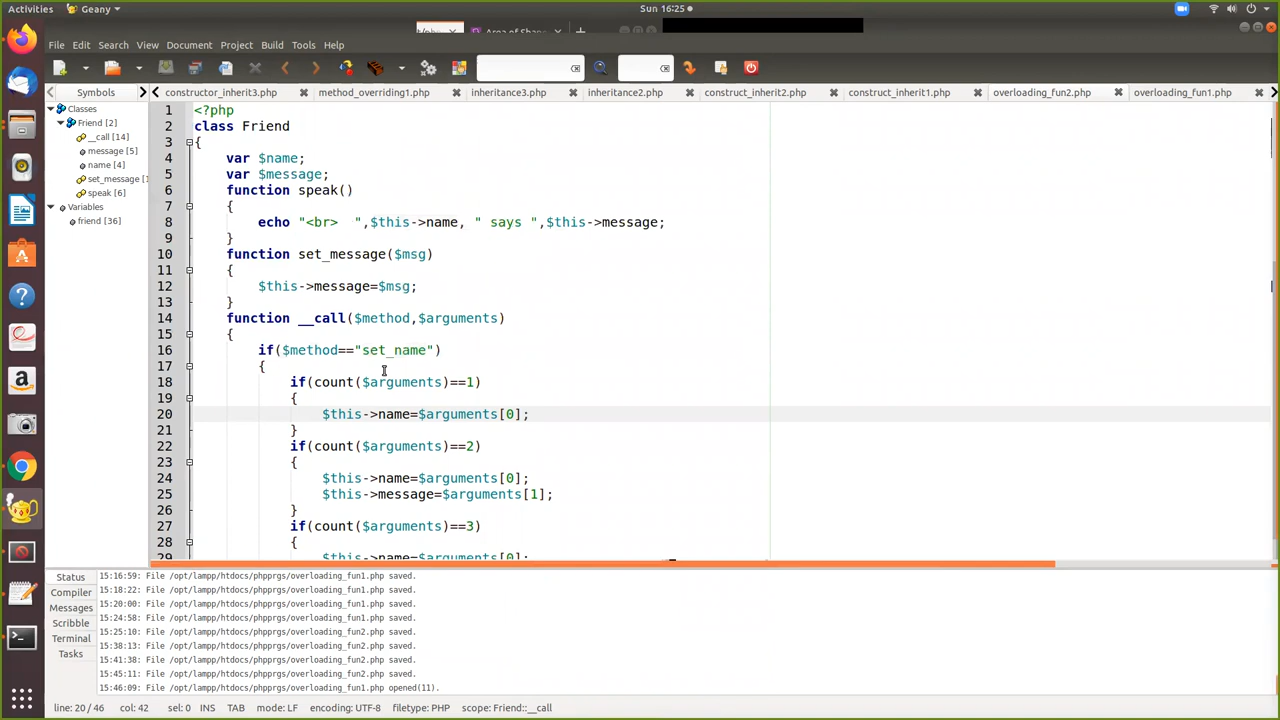 Activities Geany Sun 16:25
Area of Shar
File Edit Search View Document Project Build Tools Help
Symbols constructor_inherit3.php method_overriding1.php inheritance3.php inheritance2.php construct_inherit2.php construct_inherit1.php overloading_fun2.php overloading_fun1.php
Classes
Friend [2]
__call [14]
message [5]
name [4]
set_message [1
speak [6]
Variables
friend [36]
1 <?php
2 class Friend
3 {
4 var $name;
5 var $message;
6 function speak()
7 {
8 echo "<br>  ",$this->name, " says ",$this->message;
9 }
10 function set_message($msg)
11 {
12 $this->message=$msg;
13 }
14 function __call($method,$arguments)
15 {
16 if($method=="set_name")
17 {
18 if(count($arguments)==1)
19 {
20 $this->name=$arguments[0];
21 }
22 if(count($arguments)==2)
23 {
24 $this->name=$arguments[0];
25 $this->message=$arguments[1];
26 }
27 if(count($arguments)==3)
28 {
29 $this->name=$arguments[0];
Status
Compiler
Messages
Scribble
Terminal
Tasks
15:16:59: File /opt/lampp/htdocs/phpprgs/overloading_fun1.php saved.
15:18:22: File /opt/lampp/htdocs/phpprgs/overloading_fun1.php saved.
15:20:00: File /opt/lampp/htdocs/phpprgs/overloading_fun1.php saved.
15:24:58: File /opt/lampp/htdocs/phpprgs/overloading_fun1.php saved.
15:25:10: File /opt/lampp/htdocs/phpprgs/overloading_fun2.php saved.
15:38:13: File /opt/lampp/htdocs/phpprgs/overloading_fun2.php saved.
15:41:38: File /opt/lampp/htdocs/phpprgs/overloading_fun2.php saved.
15:45:11: File /opt/lampp/htdocs/phpprgs/overloading_fun2.php saved.
15:46:09: File /opt/lampp/htdocs/phpprgs/overloading_fun1.php opened(11).
line: 20 / 46 col: 42 sel: 0 INS TAB mode: LF encoding: UTF-8 filetype: PHP scope: Friend::__call